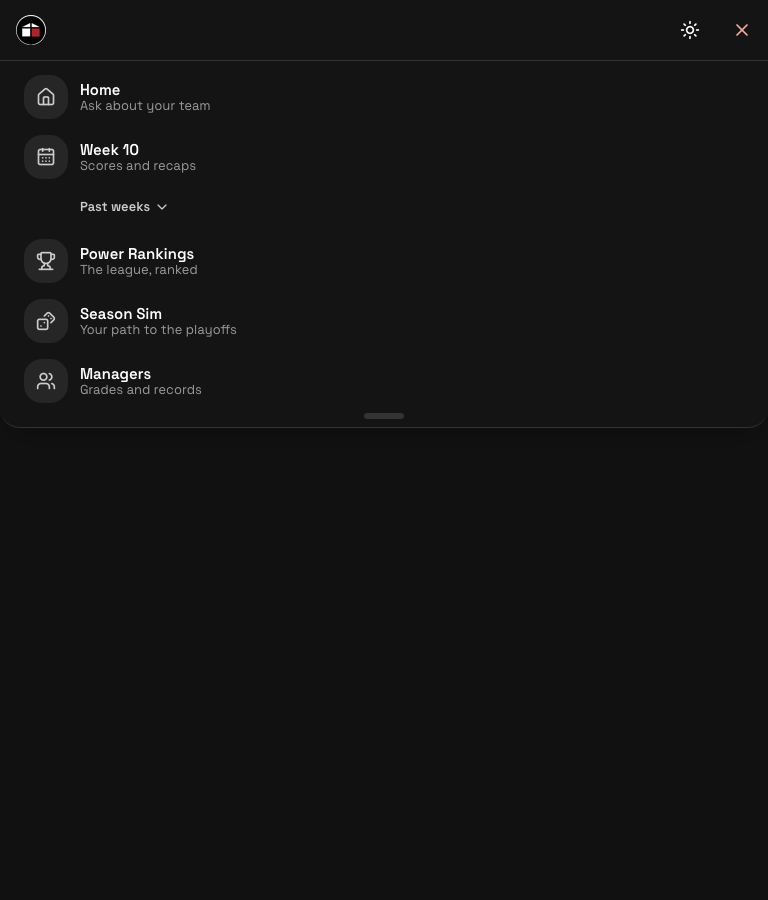 Home
Ask about your team
Week 10
Scores and recaps
Past weeks
Power Rankings
The league, ranked
Season Sim
Your path to the playoffs
Managers
Grades and records